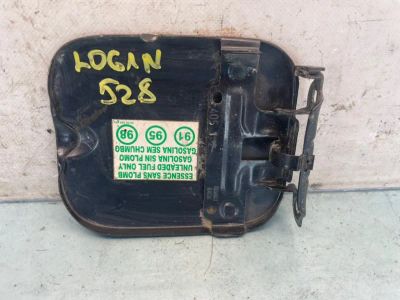 LOGAN
528
91 95 98
ESSENCE SANS PLOMB
UNLEADED FUEL ONLY
GASOLINA SIN PLOMO
GASOLINA SEM CHUMBO